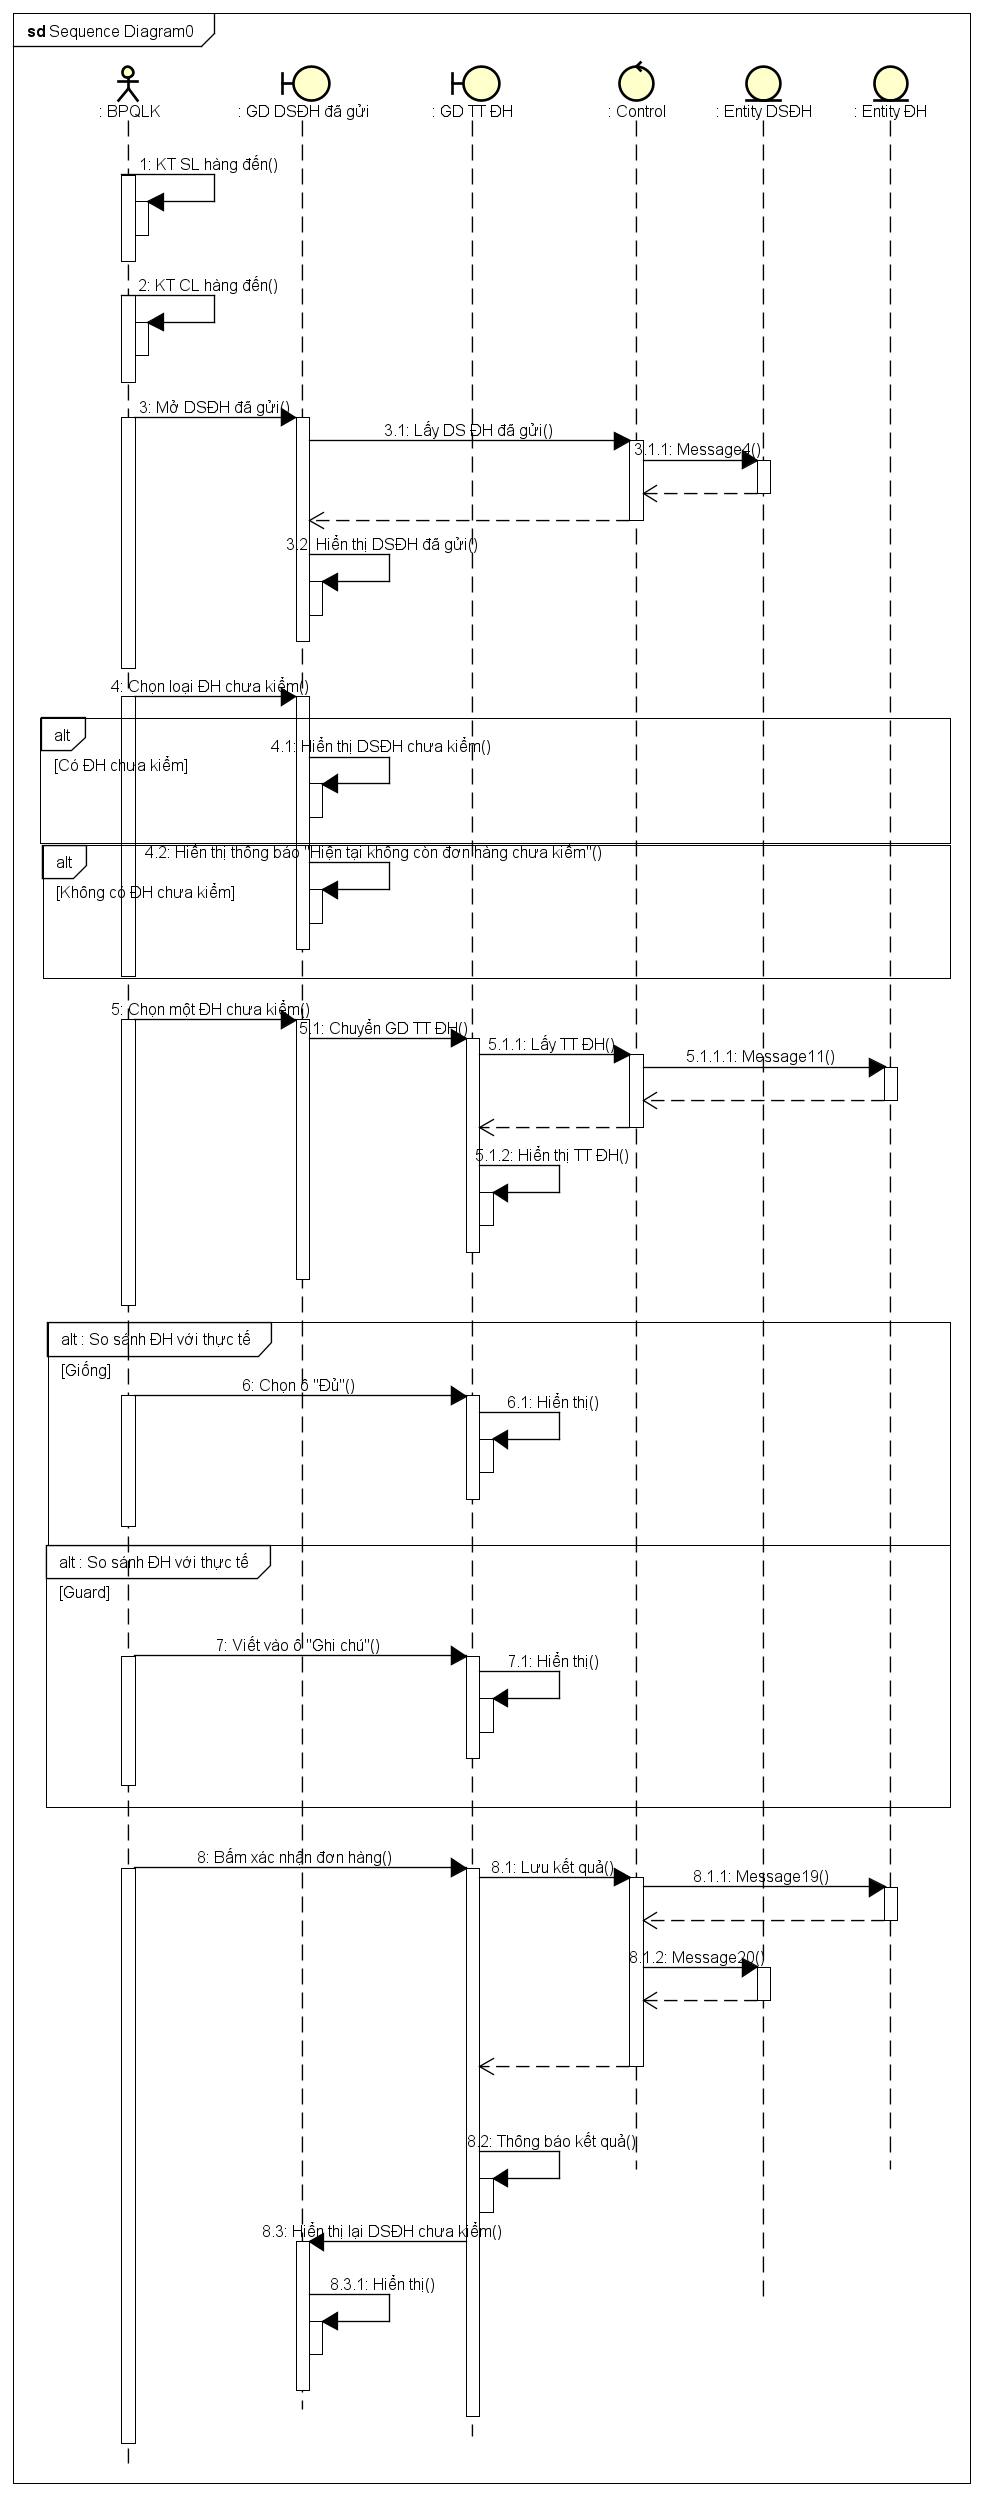 sd Sequence Diagram0
: BPQLK
: GD DSĐH đã gửi
: GD TT ĐH
: Control
: Entity DSĐH
: Entity ĐH
1: KT SL hàng đến()
2: KT CL hàng đến()
3: Mở DSĐH đã gửi()
3.1: Lấy DS ĐH đã gửi()
3.1.1: Message4()
3.2: Hiển thị DSĐH đã gửi()
4: Chọn loại ĐH chưa kiểm()
alt
4.1: Hiển thị DSĐH chưa kiểm()
[Có ĐH chưa kiểm]
4.2: Hiển thị thông báo "Hiện tại không còn đơn hàng chưa kiểm"()
alt
[Không có ĐH chưa kiểm]
5: Chọn một ĐH chưa kiểm()
5.1: Chuyển GD TT ĐH()
5.1.1: Lấy TT ĐH()
5.1.1.1: Message11()
5.1.2: Hiển thị TT ĐH()
alt : So sánh ĐH với thực tế
[Giống]
6: Chọn ô "Đủ"()
6.1: Hiển thị()
alt : So sánh ĐH với thực tế
[Guard]
7: Viết vào ô "Ghi chú"()
7.1: Hiển thị()
8: Bấm xác nhận đơn hàng()
8.1: Lưu kết quả()
8.1.1: Message19()
8.1.2: Message20()
8.2: Thông báo kết quả()
8.3: Hiển thị lại DSĐH chưa kiểm()
8.3.1: Hiển thị()